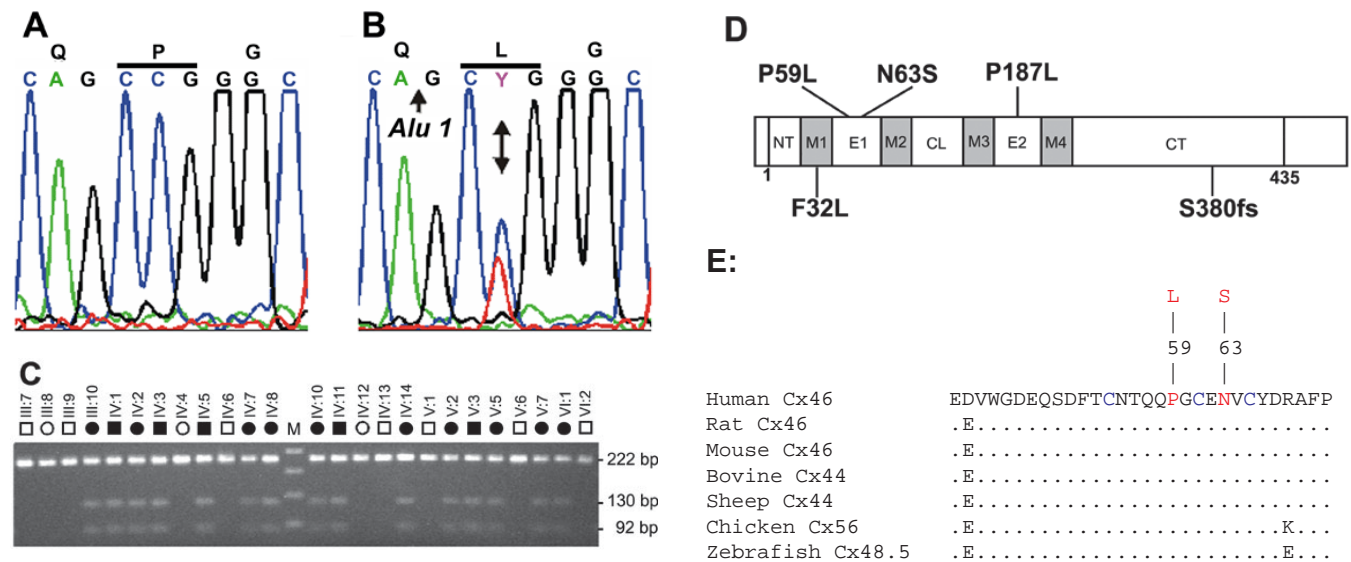 A
Q P G
C A G C C G G G C
B
Q L G
C A G C Y G G G C
Alu 1
C
III:7 III:8 III:9 III:10 IV:1 IV:2 IV:3 IV:4 IV:5 IV:6 IV:7 IV:8 M IV:10 IV:11 IV:12 IV:13 IV:14 V:1 V:2 V:3 V:5 V:6 V:7 VI:1 VI:2
222 bp
130 bp
92 bp
D
P59L N63S P187L
NT M1 E1 M2 CL M3 E2 M4 CT
1 435
F32L S380fs
E:
L S
59 63
Human Cx46 EDVWGDEQSDFTCNTQQPGCENVCYDRAFP
Rat Cx46 .E............................
Mouse Cx46 ..............................
Bovine Cx44 .E............................
Sheep Cx44 .E............................
Chicken Cx56 .E........................K...
Zebrafish Cx48.5 .E........................E...